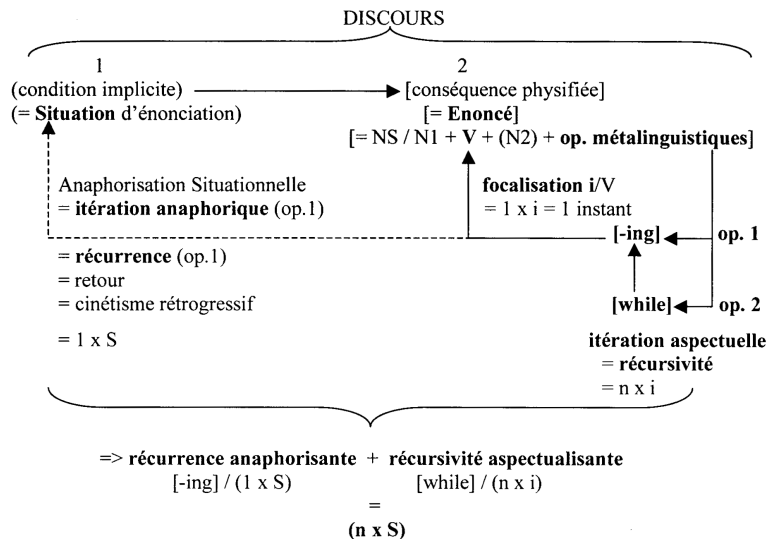 DISCOURS
1 2
(condition implicite) [conséquence physifiée]
(= Situation d'énonciation) [= Enoncé]
[= NS / N1 + V + (N2) + op. métalinguistiques]
Anaphorisation Situationnelle
= itération anaphorique (op.1)
focalisation i/V
= 1 x i = 1 instant
[-ing] op. 1
= récurrence (op.1)
= retour
= cinétisme rétrogressif
= 1 x S
[while] op. 2
itération aspectuelle
= récursivité
= n x i
=> récurrence anaphorisante + récursivité aspectualisante
[-ing] / (1 x S) [while] / (n x i)
=
(n x S)